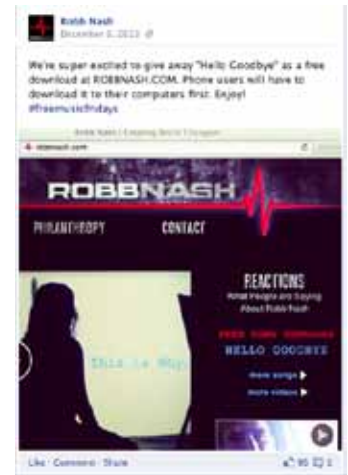 Robb Nash
December 6, 2013
We're super excited to give away "Hello Goodbye" as a free
download at ROBBNASH.COM. Phone users will have to
download it to their computers first. Enjoy!
#freemusicfridays
Robb Nash |
robbnash.com
ROBBNASH
PHILANTHROPY CONTACT
REACTIONS
What People are Saying
About Robb Nash
FREE SONG DOWNLOAD
HELLO GOODBYE
this is Why.
more songs
more videos
Like · Comment · Share
95